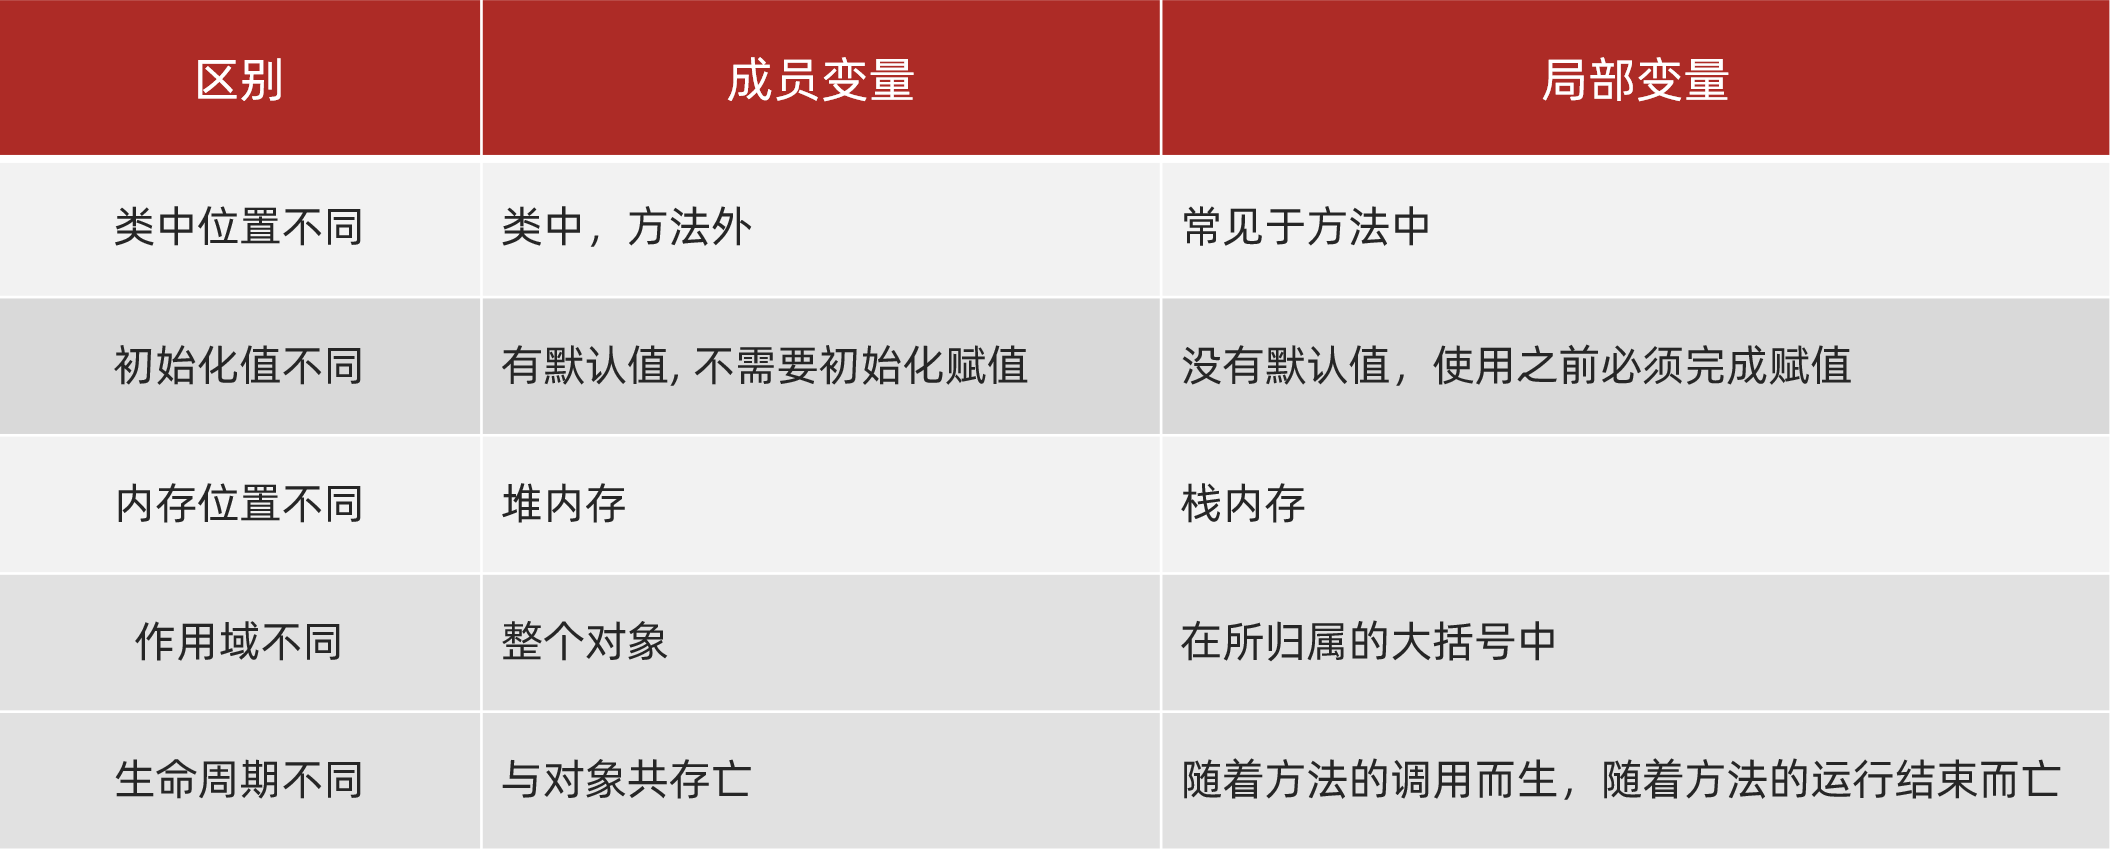 区别 成员变量 局部变量
类中位置不同 类中，方法外 常见于方法中
初始化值不同 有默认值, 不需要初始化赋值 没有默认值，使用之前必须完成赋值
内存位置不同 堆内存 栈内存
作用域不同 整个对象 在所归属的大括号中
生命周期不同 与对象共存亡 随着方法的调用而生，随着方法的运行结束而亡